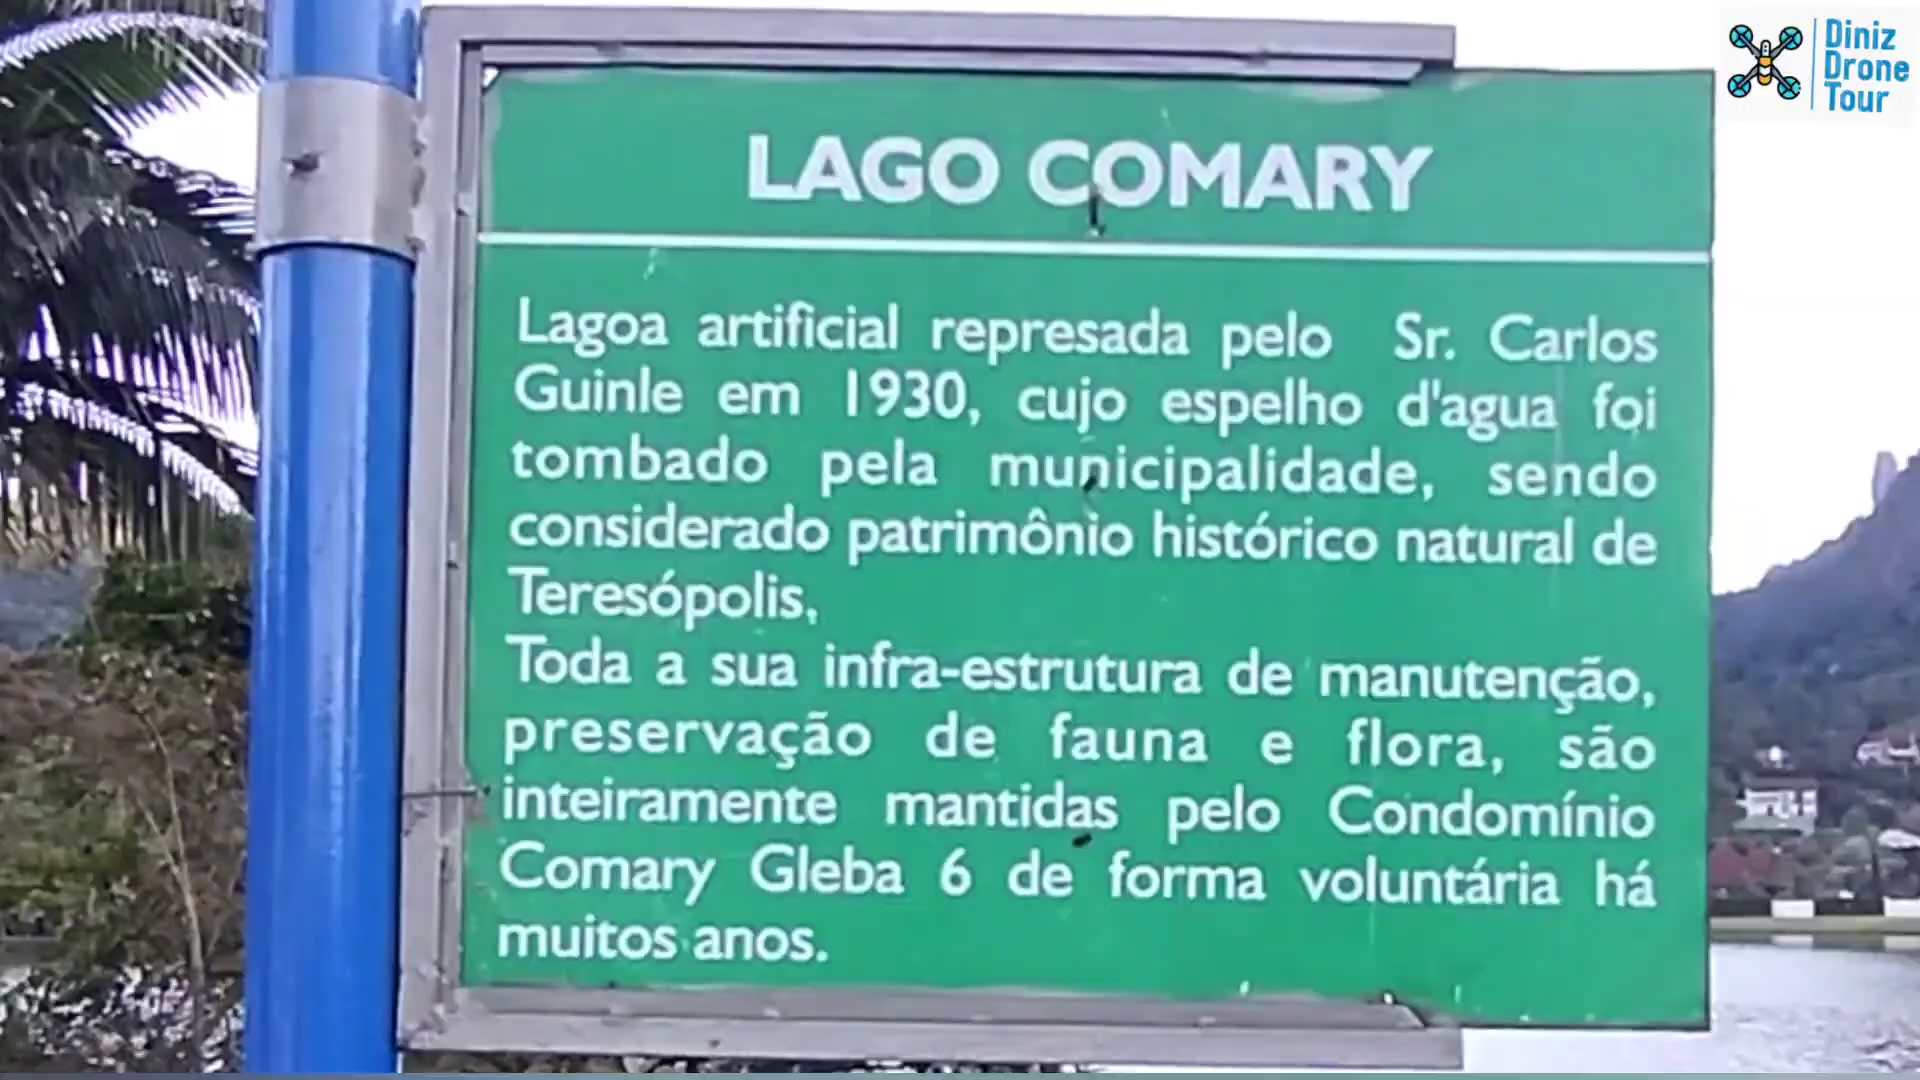 LAGO COMARY
Lagoa artificial represada pelo Sr. Carlos
Guinle em 1930, cujo espelho d'agua foi
tombado pela municipalidade, sendo
considerado patrimônio histórico natural de
Teresópolis,
Toda a sua infra-estrutura de manutenção,
preservação de fauna e flora, são
inteiramente mantidas pelo Condomínio
Comary Gleba 6 de forma voluntária há
muitos anos.
Diniz
Drone
Tour